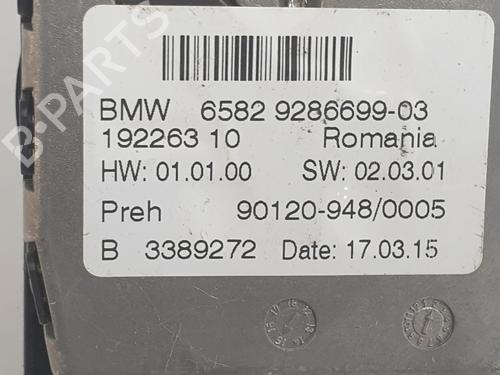 BMW 6582 9286699-03
192263 10 Romania
HW: 01.01.00 SW: 02.03.01
Preh 90120-948/0005
B 3389272 Date: 17.03.15